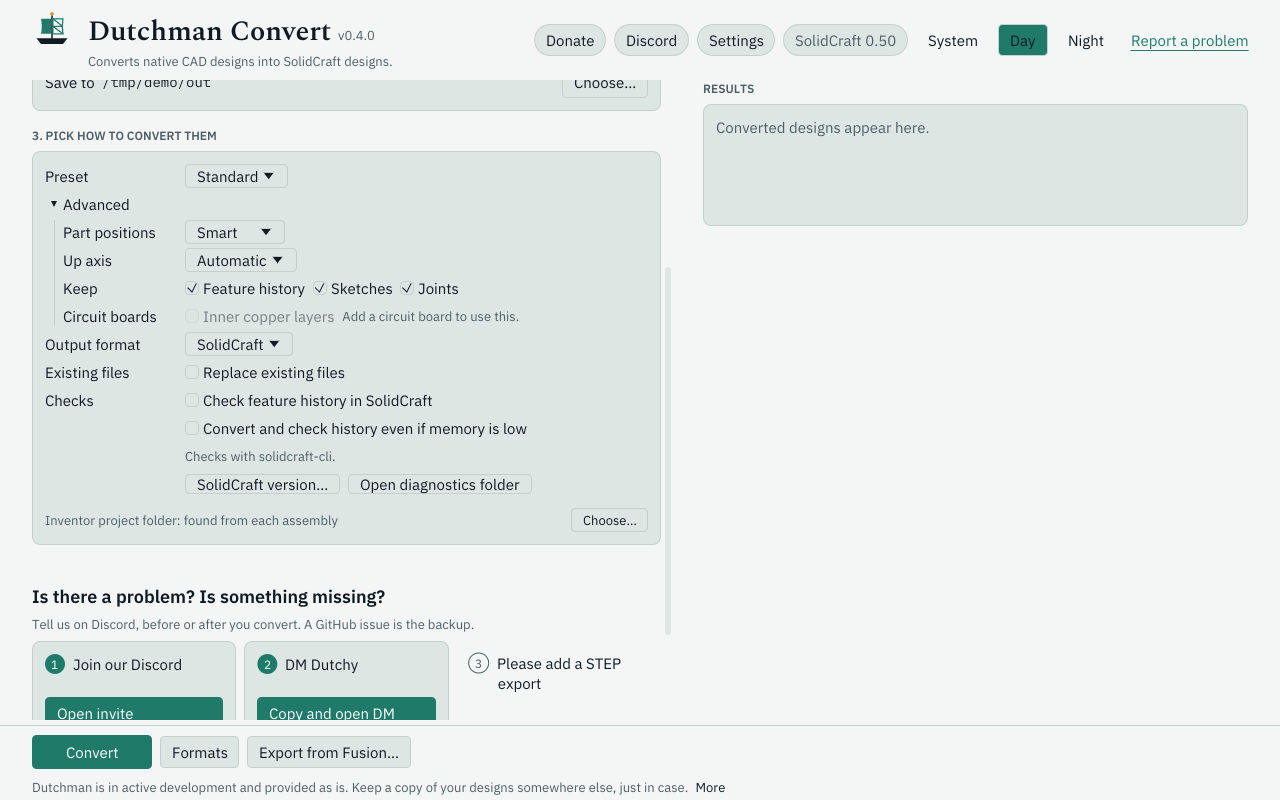 Dutchman Convert v0.4.0
Converts native CAD designs into SolidCraft designs.
Donate Discord Settings SolidCraft 0.50 System Day Night Report a problem
Save to /tmp/demo/out Choose...
3. PICK HOW TO CONVERT THEM
Preset Standard
Advanced
Part positions Smart
Up axis Automatic
Keep Feature history Sketches Joints
Circuit boards Inner copper layers Add a circuit board to use this.
Output format SolidCraft
Existing files Replace existing files
Checks Check feature history in SolidCraft
Convert and check history even if memory is low
Checks with solidcraft-cli.
SolidCraft version... Open diagnostics folder
Inventor project folder: found from each assembly Choose...
Is there a problem? Is something missing?
Tell us on Discord, before or after you convert. A GitHub issue is the backup.
1 Join our Discord
Open invite
2 DM Dutchy
Copy and open DM
3 Please add a STEP
export
RESULTS
Converted designs appear here.
Convert Formats Export from Fusion...
Dutchman is in active development and provided as is. Keep a copy of your designs somewhere else, just in case. More